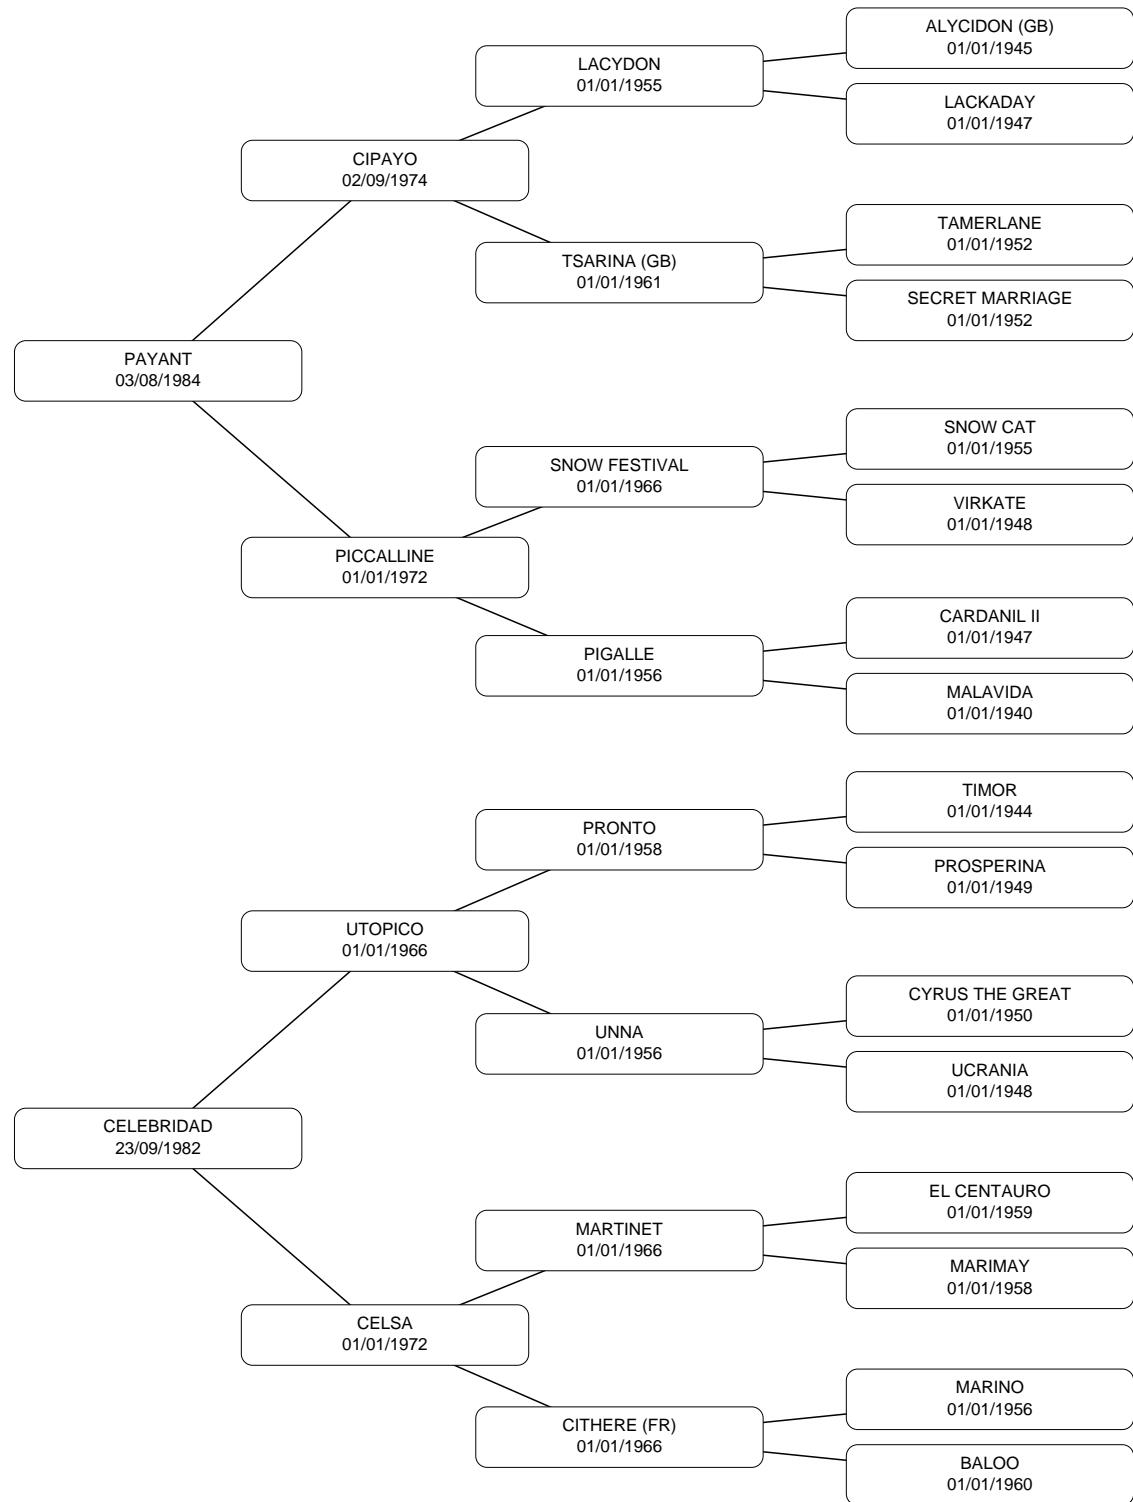 ALYCIDON (GB)
01/01/1945
LACYDON
01/01/1955
LACKADAY
01/01/1947
CIPAYO
02/09/1974
TAMERLANE
01/01/1952
TSARINA (GB)
01/01/1961
SECRET MARRIAGE
01/01/1952
PAYANT
03/08/1984
SNOW CAT
01/01/1955
SNOW FESTIVAL
01/01/1966
VIRKATE
01/01/1948
PICCALLINE
01/01/1972
CARDANIL II
01/01/1947
PIGALLE
01/01/1956
MALAVIDA
01/01/1940
TIMOR
01/01/1944
PRONTO
01/01/1958
PROSPERINA
01/01/1949
UTOPICO
01/01/1966
CYRUS THE GREAT
01/01/1950
UNNA
01/01/1956
UCRANIA
01/01/1948
CELEBRIDAD
23/09/1982
EL CENTAURO
01/01/1959
MARTINET
01/01/1966
MARIMAY
01/01/1958
CELSA
01/01/1972
MARINO
01/01/1956
CITHERE (FR)
01/01/1966
BALOO
01/01/1960